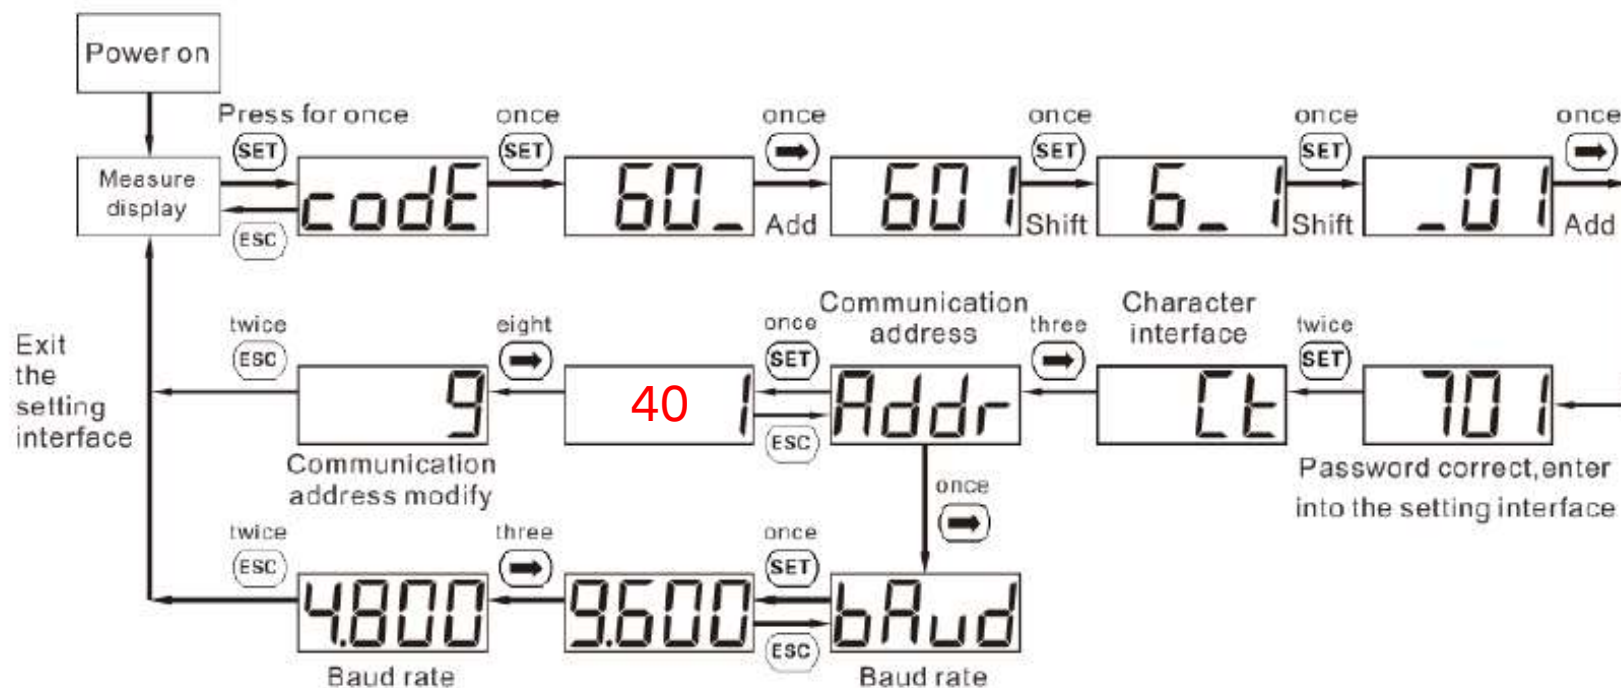 Power on
Press for once
once
once
once
once
once
SET
SET
SET
SET
Measure
display
codE
60_
601
6_1
_01
ESC
Add
Shift
Shift
Add
Exit
the
setting
interface
twice
ESC
eight
once
SET
Communication
address
three
Character
interface
twice
SET
9
40 1
Addr
Ct
701
ESC
Communication
address modify
Password correct,enter
into the setting interface
once
twice
ESC
three
once
SET
4.800
9.600
bAud
ESC
Baud rate
Baud rate